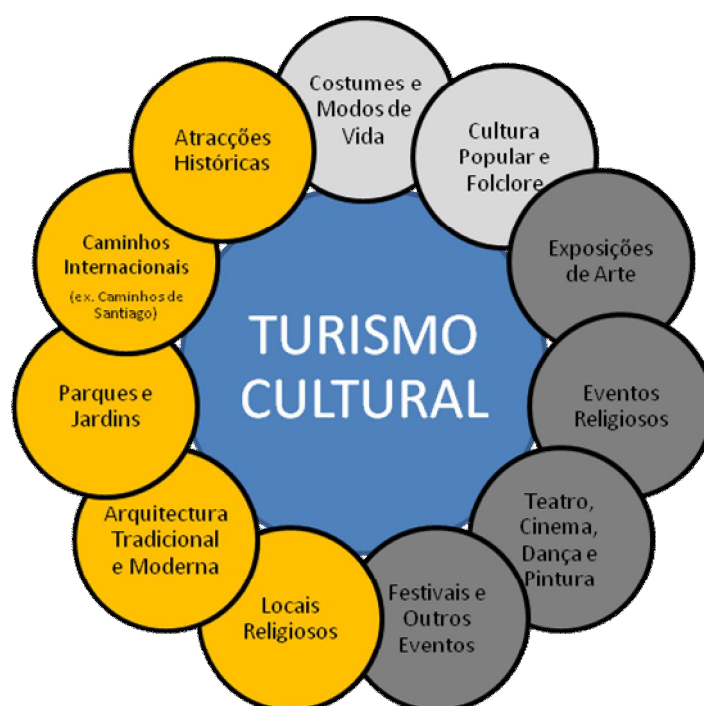 TURISMO
CULTURAL
Costumes e
Modos de
Vida
Cultura
Popular e
Folclore
Exposições
de Arte
Eventos
Religiosos
Teatro,
Cinema,
Dança e
Pintura
Festivais e
Outros
Eventos
Locais
Religiosos
Arquitectura
Tradicional
e Moderna
Parques e
Jardins
Caminhos
Internacionais
(ex. Caminhos de
Santiago)
Atracções
Históricas